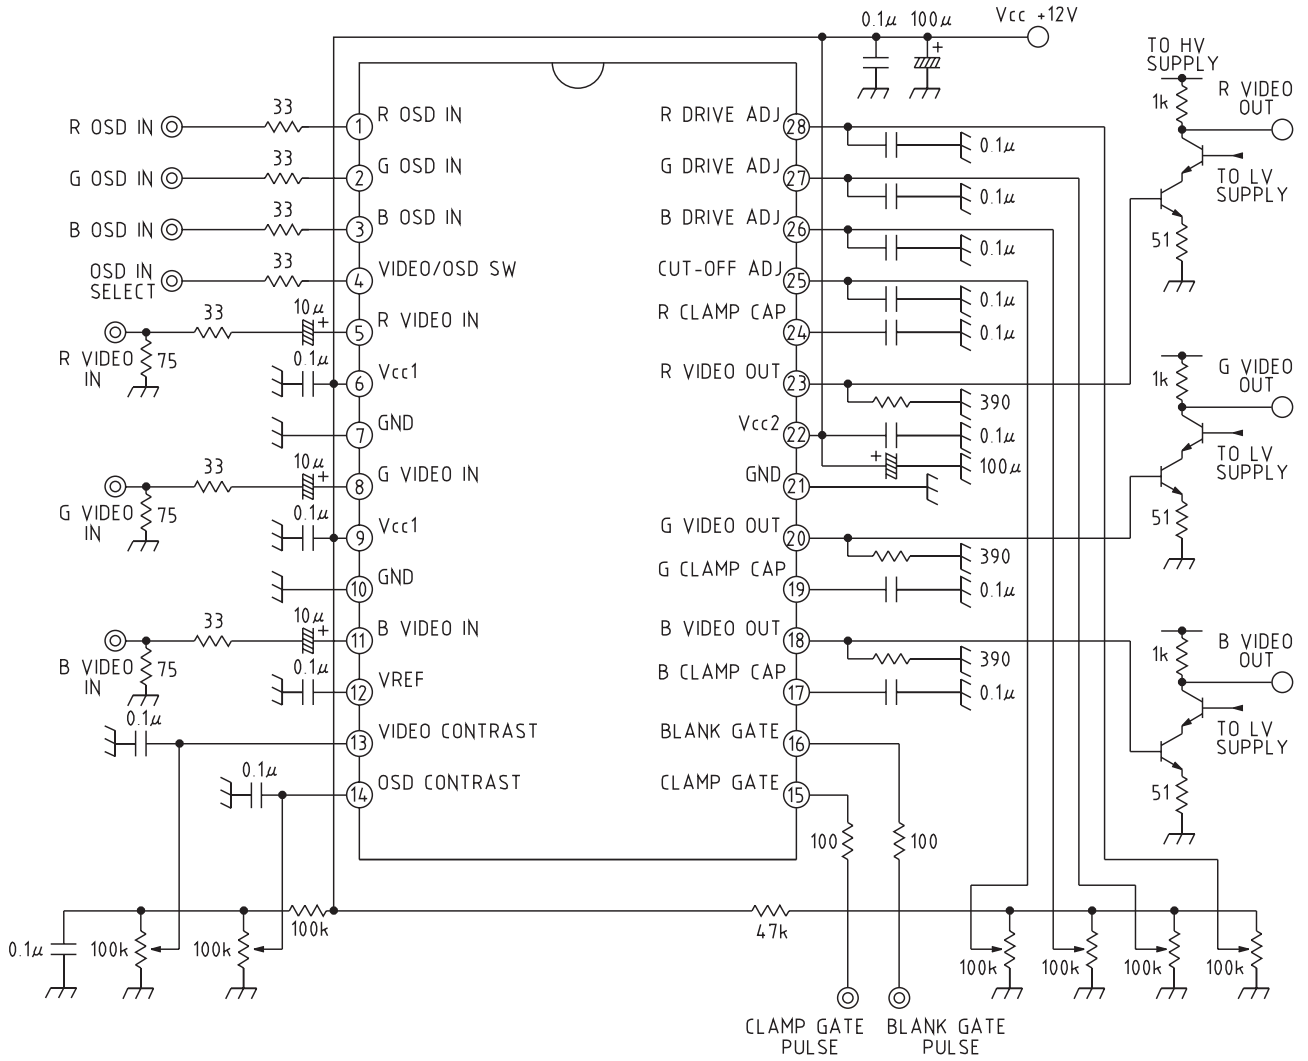 0.1μ
100μ
Vcc +12V
+
TO HV
SUPPLY
R VIDEO
OUT
1k
TO LV
SUPPLY
51
R OSD IN
33
1
R OSD IN
G OSD IN
33
2
G OSD IN
B OSD IN
33
3
B OSD IN
OSD IN
SELECT
33
4
VIDEO/OSD SW
R VIDEO
IN
75
33
10μ
+
5
R VIDEO IN
0.1μ
6
Vcc1
7
GND
G VIDEO
IN
75
33
10μ
+
8
G VIDEO IN
0.1μ
9
Vcc1
10
GND
B VIDEO
IN
75
33
10μ
+
11
B VIDEO IN
0.1μ
12
VREF
0.1μ
13
VIDEO CONTRAST
0.1μ
14
OSD CONTRAST
R DRIVE ADJ
28
0.1μ
G DRIVE ADJ
27
0.1μ
B DRIVE ADJ
26
0.1μ
CUT-OFF ADJ
25
0.1μ
R CLAMP CAP
24
0.1μ
R VIDEO OUT
23
390
Vcc2
22
0.1μ
+
100μ
GND
21
G VIDEO OUT
20
390
G CLAMP CAP
19
0.1μ
B VIDEO OUT
18
390
B CLAMP CAP
17
0.1μ
BLANK GATE
16
CLAMP GATE
15
100
100
G VIDEO
OUT
1k
TO LV
SUPPLY
51
B VIDEO
OUT
1k
TO LV
SUPPLY
51
0.1μ
100k
100k
100k
47k
100k
100k
100k
100k
CLAMP GATE
PULSE
BLANK GATE
PULSE